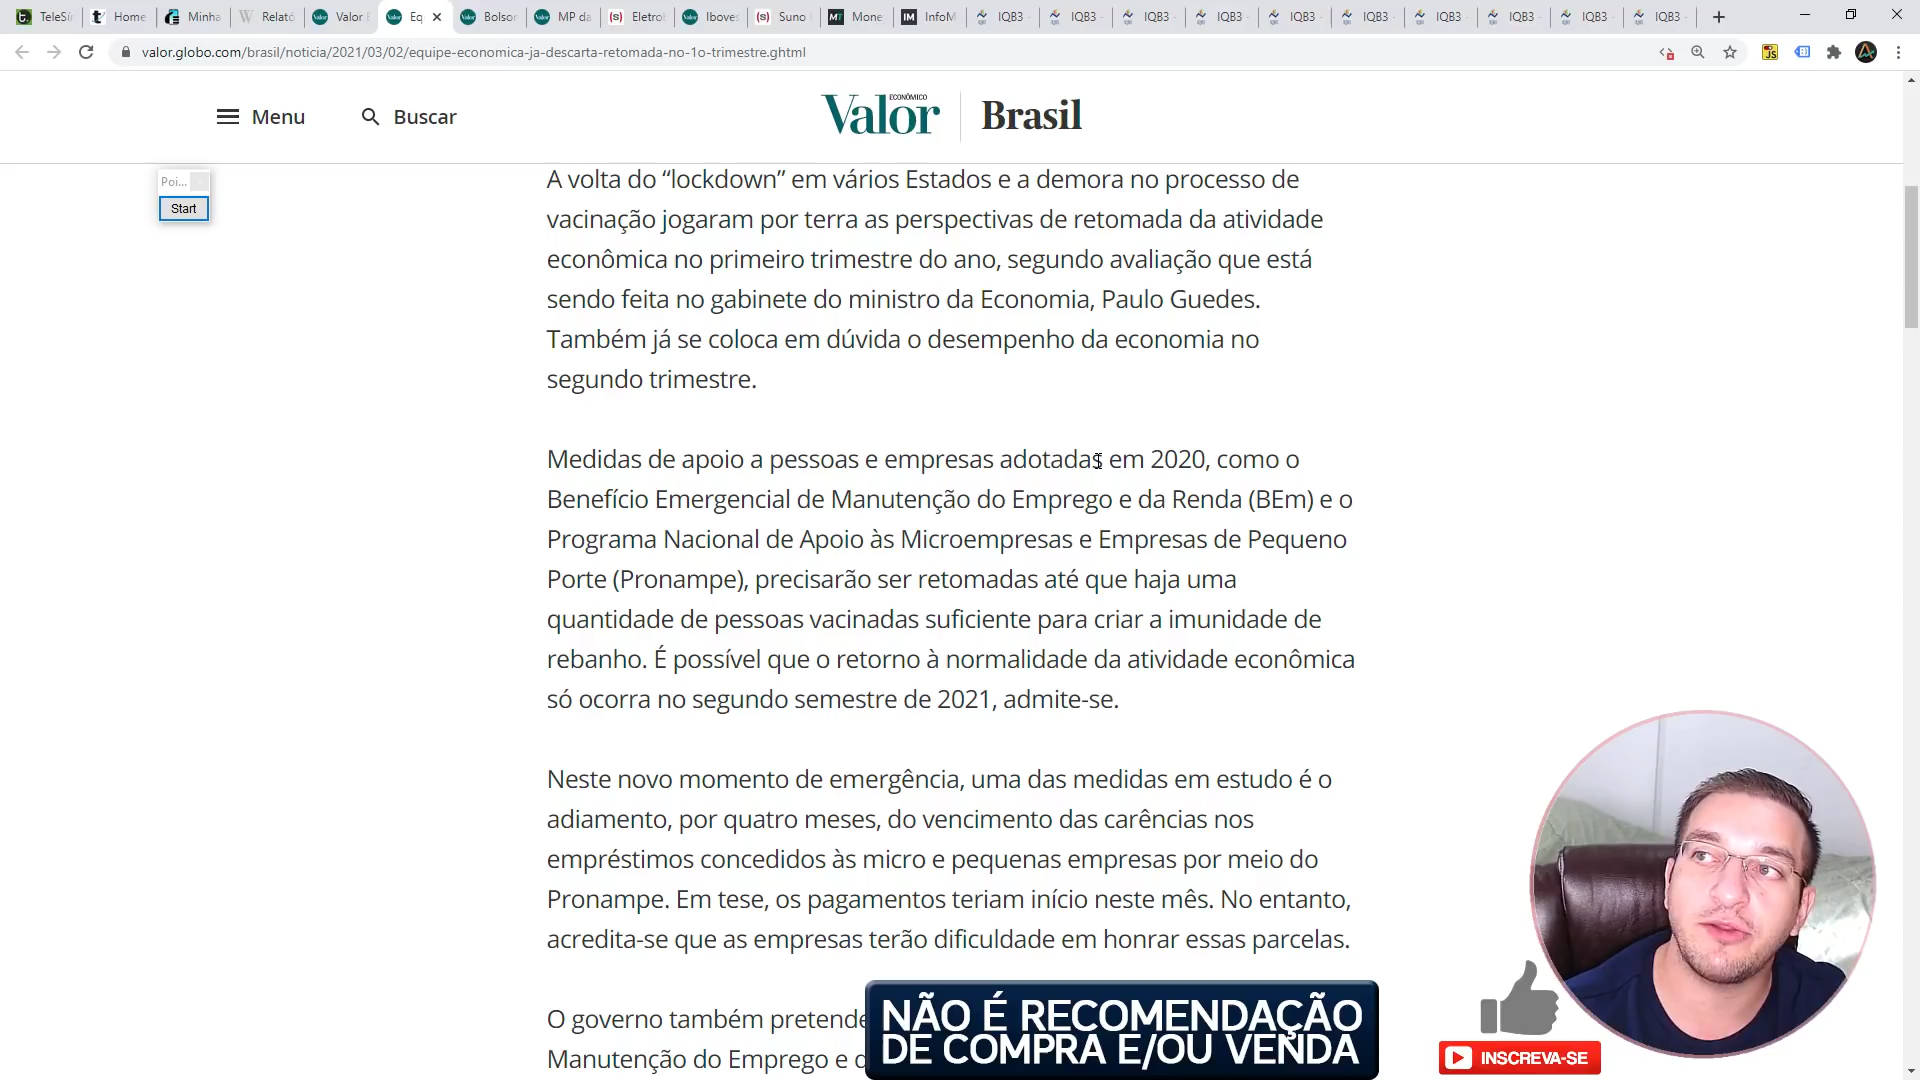 TeleSi
Home
Minha
Relató
Valor
Eq
Bolsor
MP da
Eletrob
Iboves
Suno
Mone
InfoM
IQB3
IQB3
IQB3
IQB3
IQB3
IQB3
IQB3
IQB3
IQB3
IQB3
valor.globo.com/brasil/noticia/2021/03/02/equipe-economica-ja-descarta-retomada-no-1o-trimestre.ghtml
JS
Menu
Buscar
Valor
ECONÔMICO
Brasil
Poi...
Start
A volta do “lockdown” em vários Estados e a demora no processo de
vacinação jogaram por terra as perspectivas de retomada da atividade
econômica no primeiro trimestre do ano, segundo avaliação que está
sendo feita no gabinete do ministro da Economia, Paulo Guedes.
Também já se coloca em dúvida o desempenho da economia no
segundo trimestre.
Medidas de apoio a pessoas e empresas adotadas em 2020, como o
Benefício Emergencial de Manutenção do Emprego e da Renda (BEm) e o
Programa Nacional de Apoio às Microempresas e Empresas de Pequeno
Porte (Pronampe), precisarão ser retomadas até que haja uma
quantidade de pessoas vacinadas suficiente para criar a imunidade de
rebanho. É possível que o retorno à normalidade da atividade econômica
só ocorra no segundo semestre de 2021, admite-se.
Neste novo momento de emergência, uma das medidas em estudo é o
adiamento, por quatro meses, do vencimento das carências nos
empréstimos concedidos às micro e pequenas empresas por meio do
Pronampe. Em tese, os pagamentos teriam início neste mês. No entanto,
acredita-se que as empresas terão dificuldade em honrar essas parcelas.
O governo também pretende
Manutenção do Emprego e d
NÃO É RECOMENDAÇÃO
DE COMPRA E/OU VENDA
INSCREVA-SE